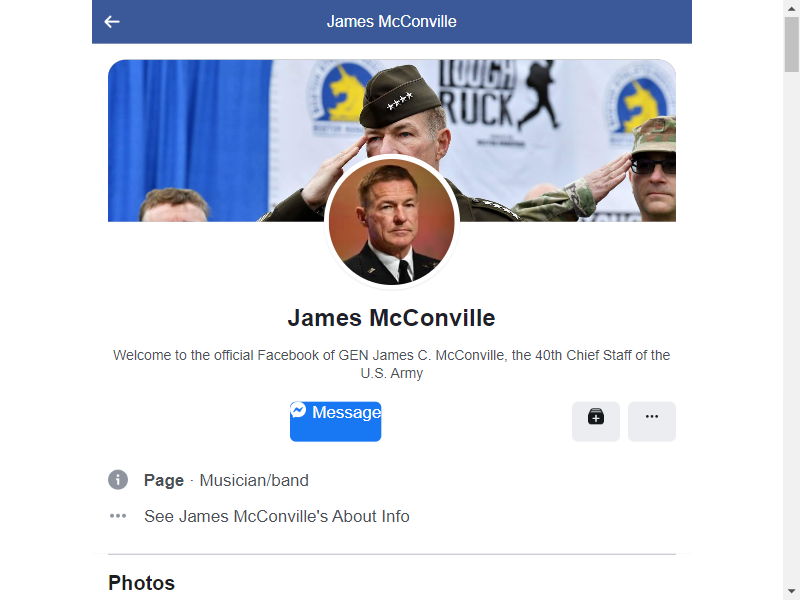 James McConville
TOUGH
RUCK
James McConville
Welcome to the official Facebook of GEN James C. McConville, the 40th Chief Staff of the
U.S. Army
Message
Page · Musician/band
See James McConville's About Info
Photos